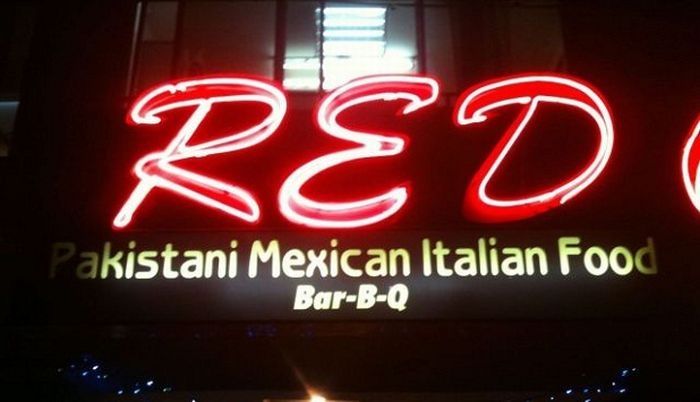 RED
Pakistani Mexican Italian Food
Bar-B-Q